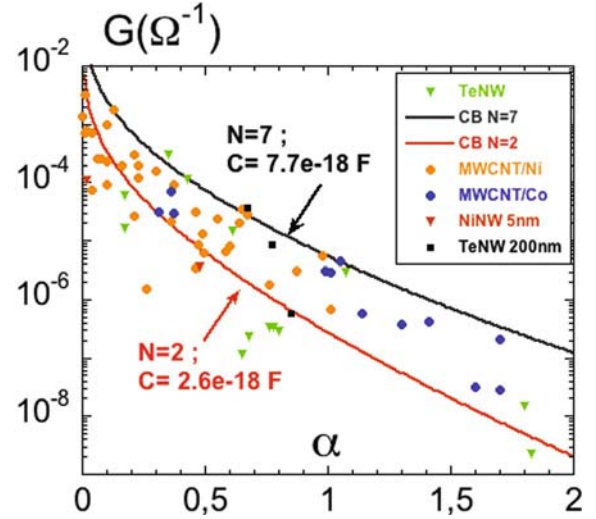 G(Ω⁻¹)
10⁻²
10⁻⁴
10⁻⁶
10⁻⁸
TeNW
CB N=7
CB N=2
MWCNT/Ni
MWCNT/Co
NiNW 5nm
TeNW 200nm
N=7 ;
C= 7.7e-18 F
N=2 ;
C= 2.6e-18 F
α
0 0,5 1 1,5 2